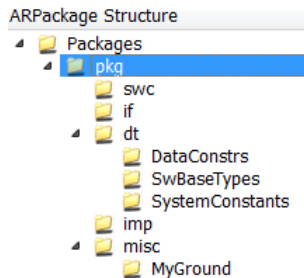 ARPackage Structure
Packages
pkg
swc
if
dt
DataConstrs
SwBaseTypes
SystemConstants
imp
misc
MyGround